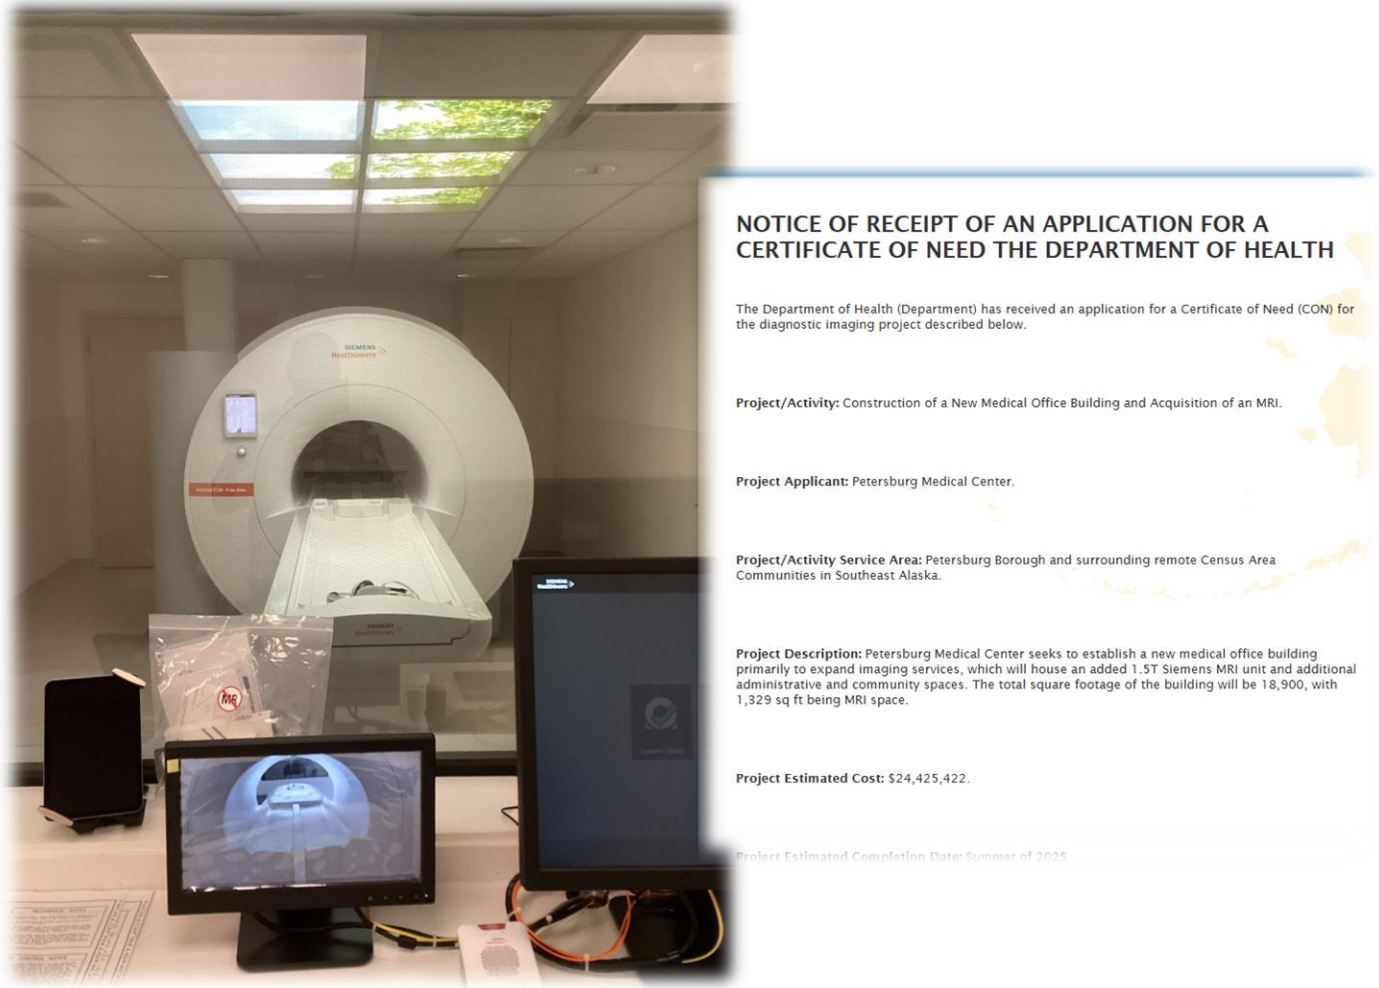 SIEMENS
Healthineers
SIEMENS
Healthineers
SIEMENS
Healthineers
MR
System Check
MECHANICAL NOTES
CONTROL NOTES
NOTICE OF RECEIPT OF AN APPLICATION FOR A
CERTIFICATE OF NEED THE DEPARTMENT OF HEALTH
The Department of Health (Department) has received an application for a Certificate of Need (CON) for
the diagnostic imaging project described below.
Project/Activity: Construction of a New Medical Office Building and Acquisition of an MRI.
Project Applicant: Petersburg Medical Center.
Project/Activity Service Area: Petersburg Borough and surrounding remote Census Area
Communities in Southeast Alaska.
Project Description: Petersburg Medical Center seeks to establish a new medical office building
primarily to expand imaging services, which will house an added 1.5T Siemens MRI unit and additional
administrative and community spaces. The total square footage of the building will be 18,900, with
1,329 sq ft being MRI space.
Project Estimated Cost: $24,425,422.
Project Estimated Completion Date: Summer of 2025